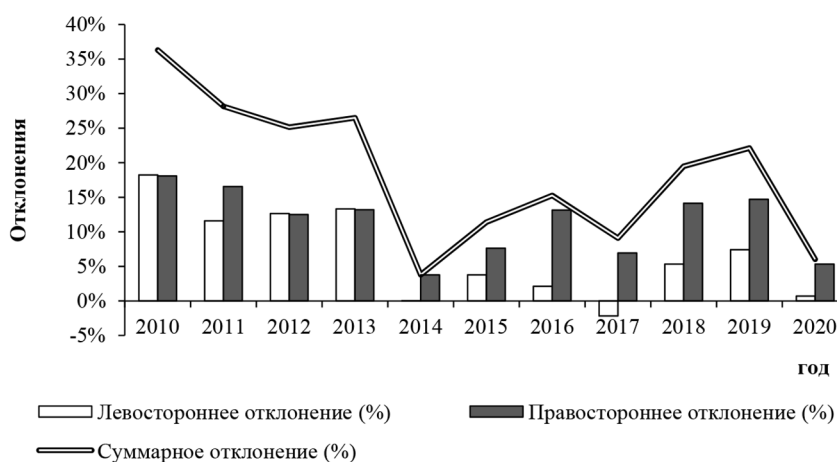 40%
35%
30%
25%
20%
15%
10%
5%
0%
-5%
Отклонения
2010 2011 2012 2013 2014 2015 2016 2017 2018 2019 2020
год
Левостороннее отклонение (%) Правостороннее отклонение (%)
Суммарное отклонение (%)